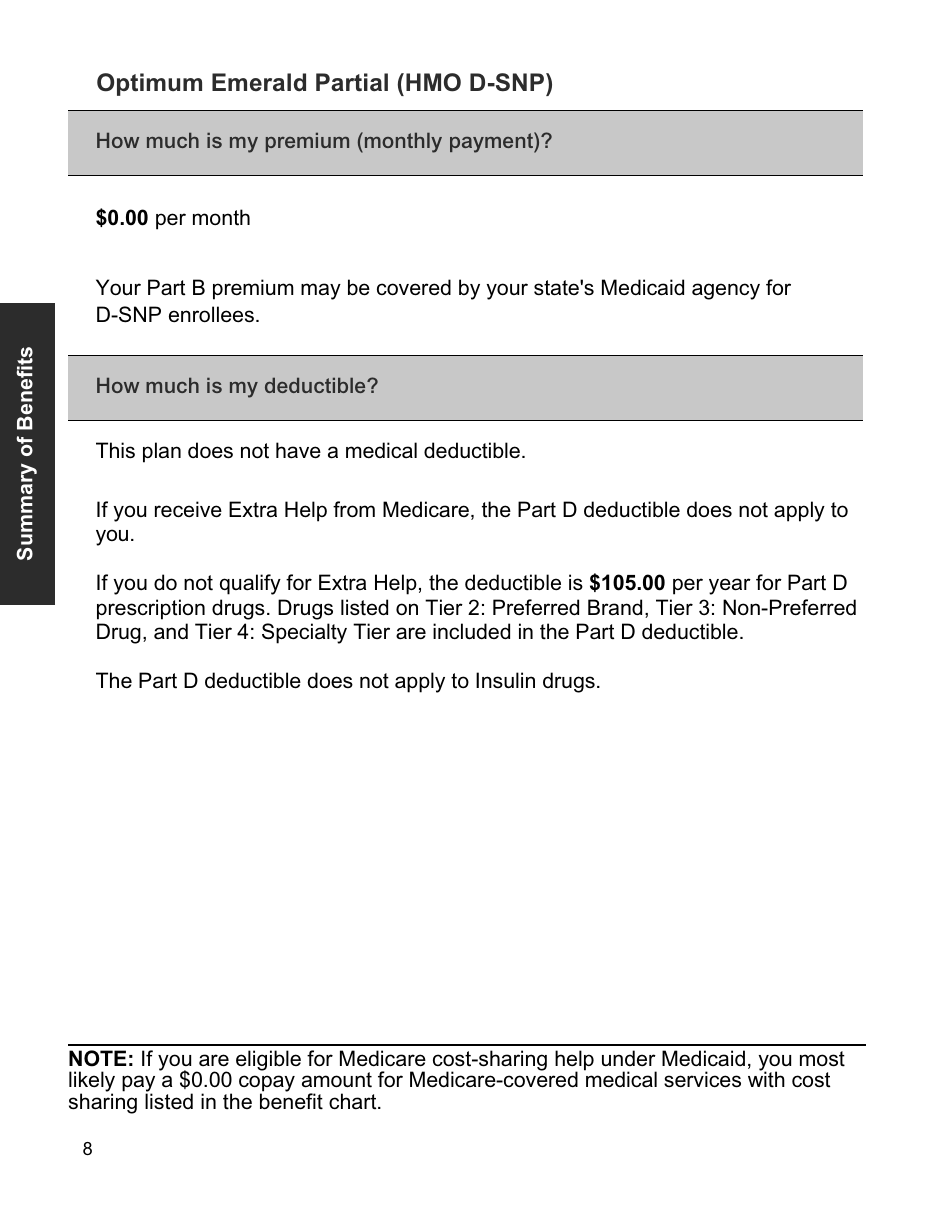 Optimum Emerald Partial (HMO D-SNP)
How much is my premium (monthly payment)?
$0.00 per month
Your Part B premium may be covered by your state's Medicaid agency for
D-SNP enrollees.
Summary of Benefits
How much is my deductible?
This plan does not have a medical deductible.
If you receive Extra Help from Medicare, the Part D deductible does not apply to
you.
If you do not qualify for Extra Help, the deductible is $105.00 per year for Part D
prescription drugs. Drugs listed on Tier 2: Preferred Brand, Tier 3: Non-Preferred
Drug, and Tier 4: Specialty Tier are included in the Part D deductible.
The Part D deductible does not apply to Insulin drugs.
NOTE: If you are eligible for Medicare cost-sharing help under Medicaid, you most
likely pay a $0.00 copay amount for Medicare-covered medical services with cost
sharing listed in the benefit chart.
8